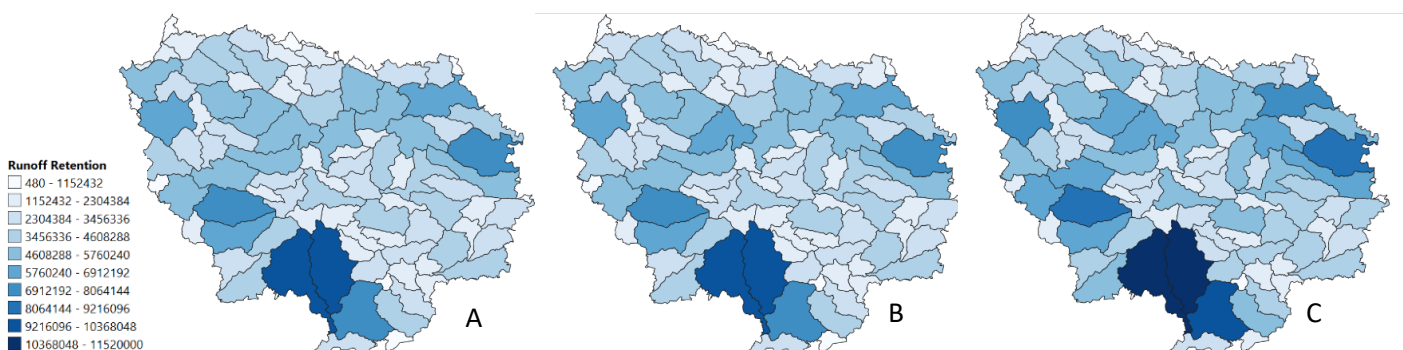 Runoff Retention
480 - 1152432
1152432 - 2304384
2304384 - 3456336
3456336 - 4608288
4608288 - 5760240
5760240 - 6912192
6912192 - 8064144
8064144 - 9216096
9216096 - 10368048
10368048 - 11520000
A
B
C